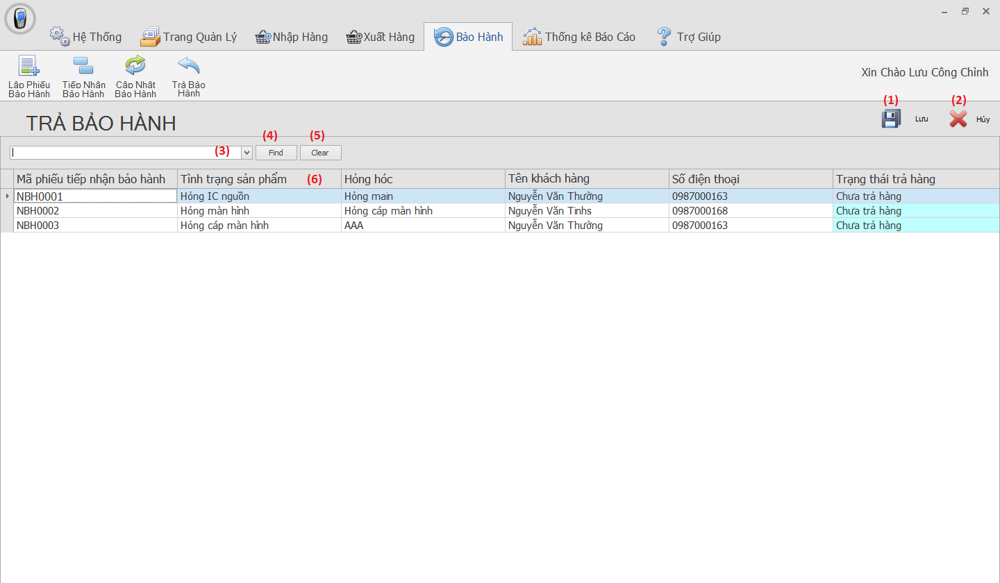 Hệ Thống Trang Quản Lý Nhập Hàng Xuất Hàng Bảo Hành Thống kê Báo Cáo Trợ Giúp
Lập Phiếu Bảo Hành
Tiếp Nhận Bảo Hành
Cập Nhật Bảo Hành
Trả Bảo Hành
Xin Chào Lưu Công Chình
TRẢ BẢO HÀNH
(1) Lưu
(2) Hủy
(3)
(4) Find
(5) Clear
Mã phiếu tiếp nhận bảo hành Tình trạng sản phẩm (6) Hỏng hóc Tên khách hàng Số điện thoại Trạng thái trả hàng
NBH0001 Hỏng IC nguồn Hỏng main Nguyễn Văn Thường 0987000163 Chưa trả hàng
NBH0002 Hỏng màn hình Hỏng cáp màn hình Nguyễn Văn Tinhs 0987000168 Chưa trả hàng
NBH0003 Hỏng cáp màn hình AAA Nguyễn Văn Thường 0987000163 Chưa trả hàng